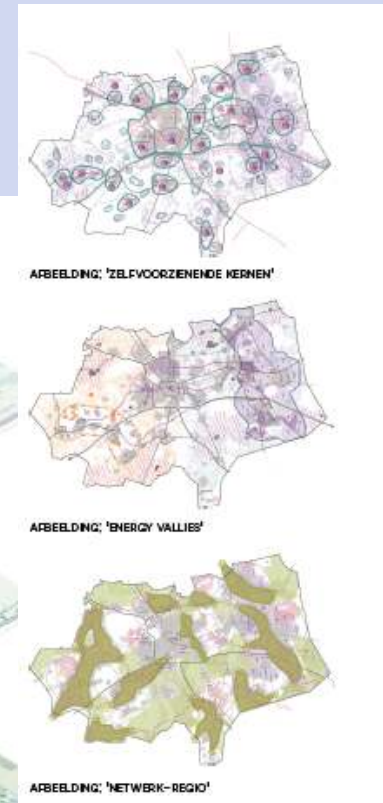 AFBEELDING; 'ZELFVOORZIENENDE KERNEN'
AFBEELDING; 'ENERGY VALLIES'
AFBEELDING; 'NETWERK-REGIO'